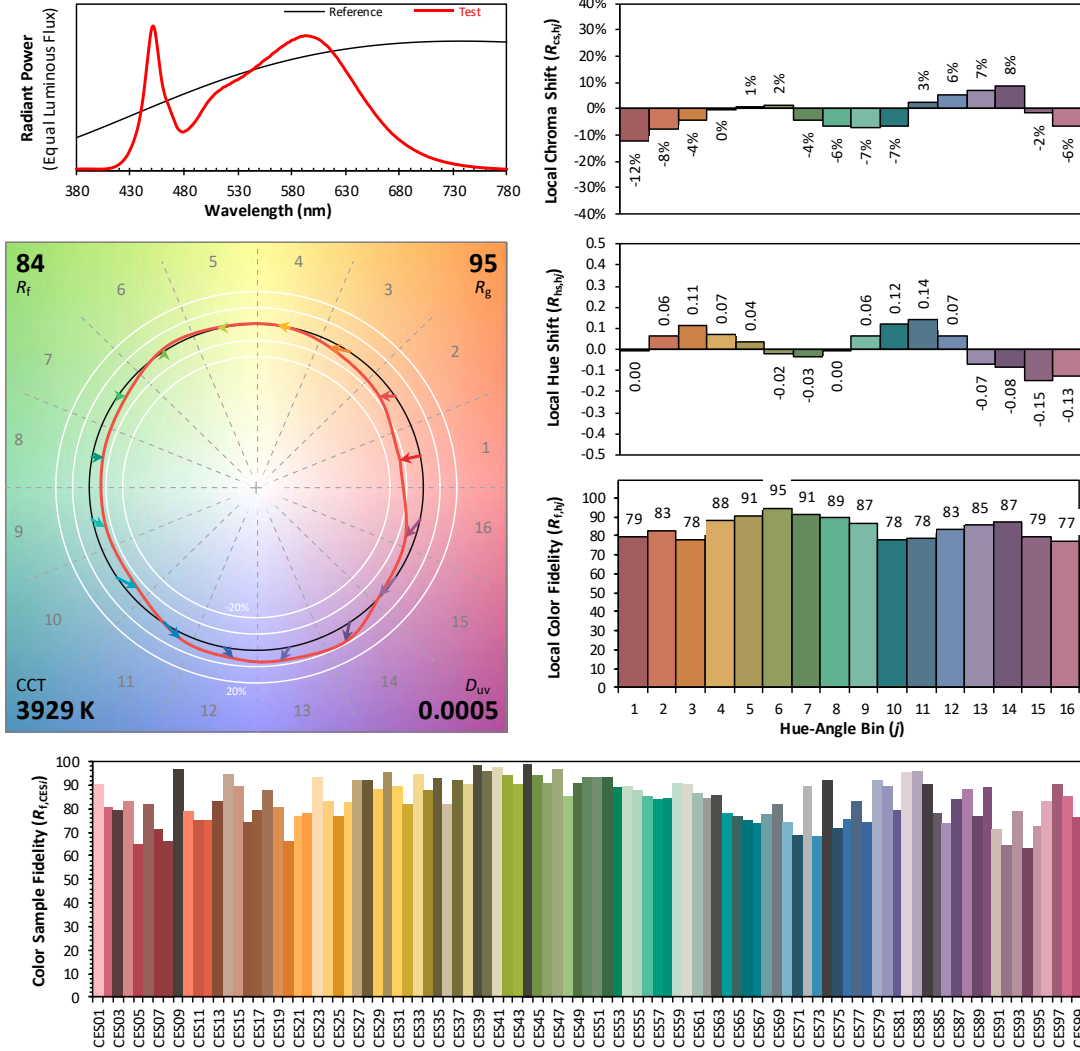 Reference
Test
Radiant Power
(Equal Luminous Flux)
380 430 480 530 580 630 680 730 780
Wavelength (nm)
Local Chroma Shift (Rcs,hj)
40%
30%
20%
10%
0%
-10%
-20%
-30%
-40%
-12% -8% -4% 0% 1% 2% -4% -6% -7% -7% 3% 6% 7% 8% -2% -6%
84
Rf
95
Rg
5 4
6 3
7 2
8 1
9 16
10 15
11 14
12 13
-20%
20%
CCT
3929 K
Duv
0.0005
Local Hue Shift (Rhs,hj)
0.5
0.4
0.3
0.2
0.1
0.0
-0.1
-0.2
-0.3
-0.4
-0.5
0.00 0.06 0.11 0.07 0.04 -0.02 -0.03 0.00 0.06 0.12 0.14 0.07 -0.07 -0.08 -0.15 -0.13
Local Color Fidelity (Rf,hj)
100
90
80
70
60
50
40
30
20
10
0
79 83 78 88 91 95 91 89 87 78 78 83 85 87 79 77
1 2 3 4 5 6 7 8 9 10 11 12 13 14 15 16
Hue-Angle Bin (j)
Color Sample Fidelity (Rf,CESi)
100
90
80
70
60
50
40
30
20
10
0
CES01 CES03 CES05 CES07 CES09 CES11 CES13 CES15 CES17 CES19 CES21 CES23 CES25 CES27 CES29 CES31 CES33 CES35 CES37 CES39 CES41 CES43 CES45 CES47 CES49 CES51 CES53 CES55 CES57 CES59 CES61 CES63 CES65 CES67 CES69 CES71 CES73 CES75 CES77 CES79 CES81 CES83 CES85 CES87 CES89 CES91 CES93 CES95 CES97 CES99